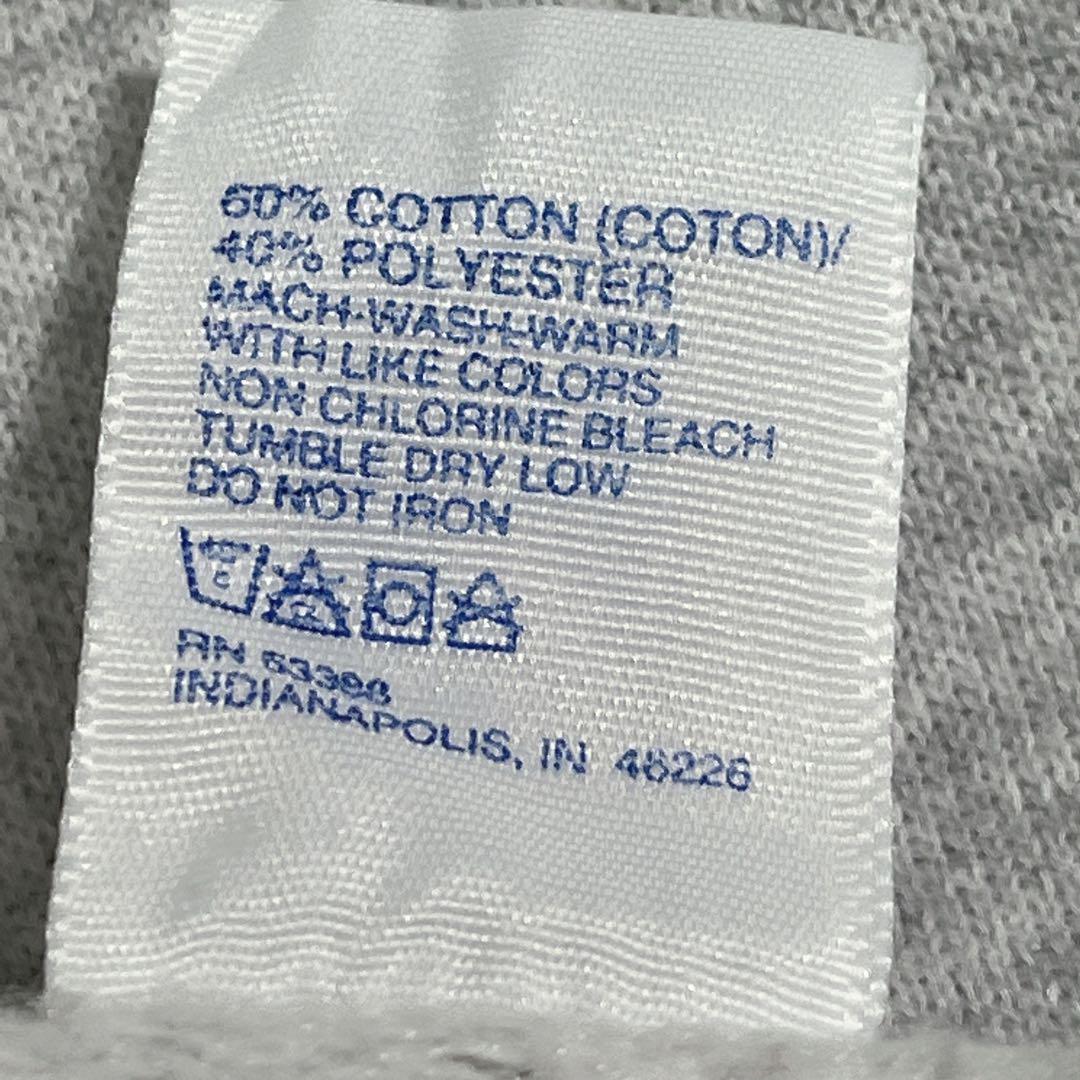 60% COTTON (COTON)/
40% POLYESTER
MACH-WASH-WARM
WITH LIKE COLORS
NON CHLORINE BLEACH
TUMBLE DRY LOW
DO NOT IRON
RN
INDIANAPOLIS, IN 46226